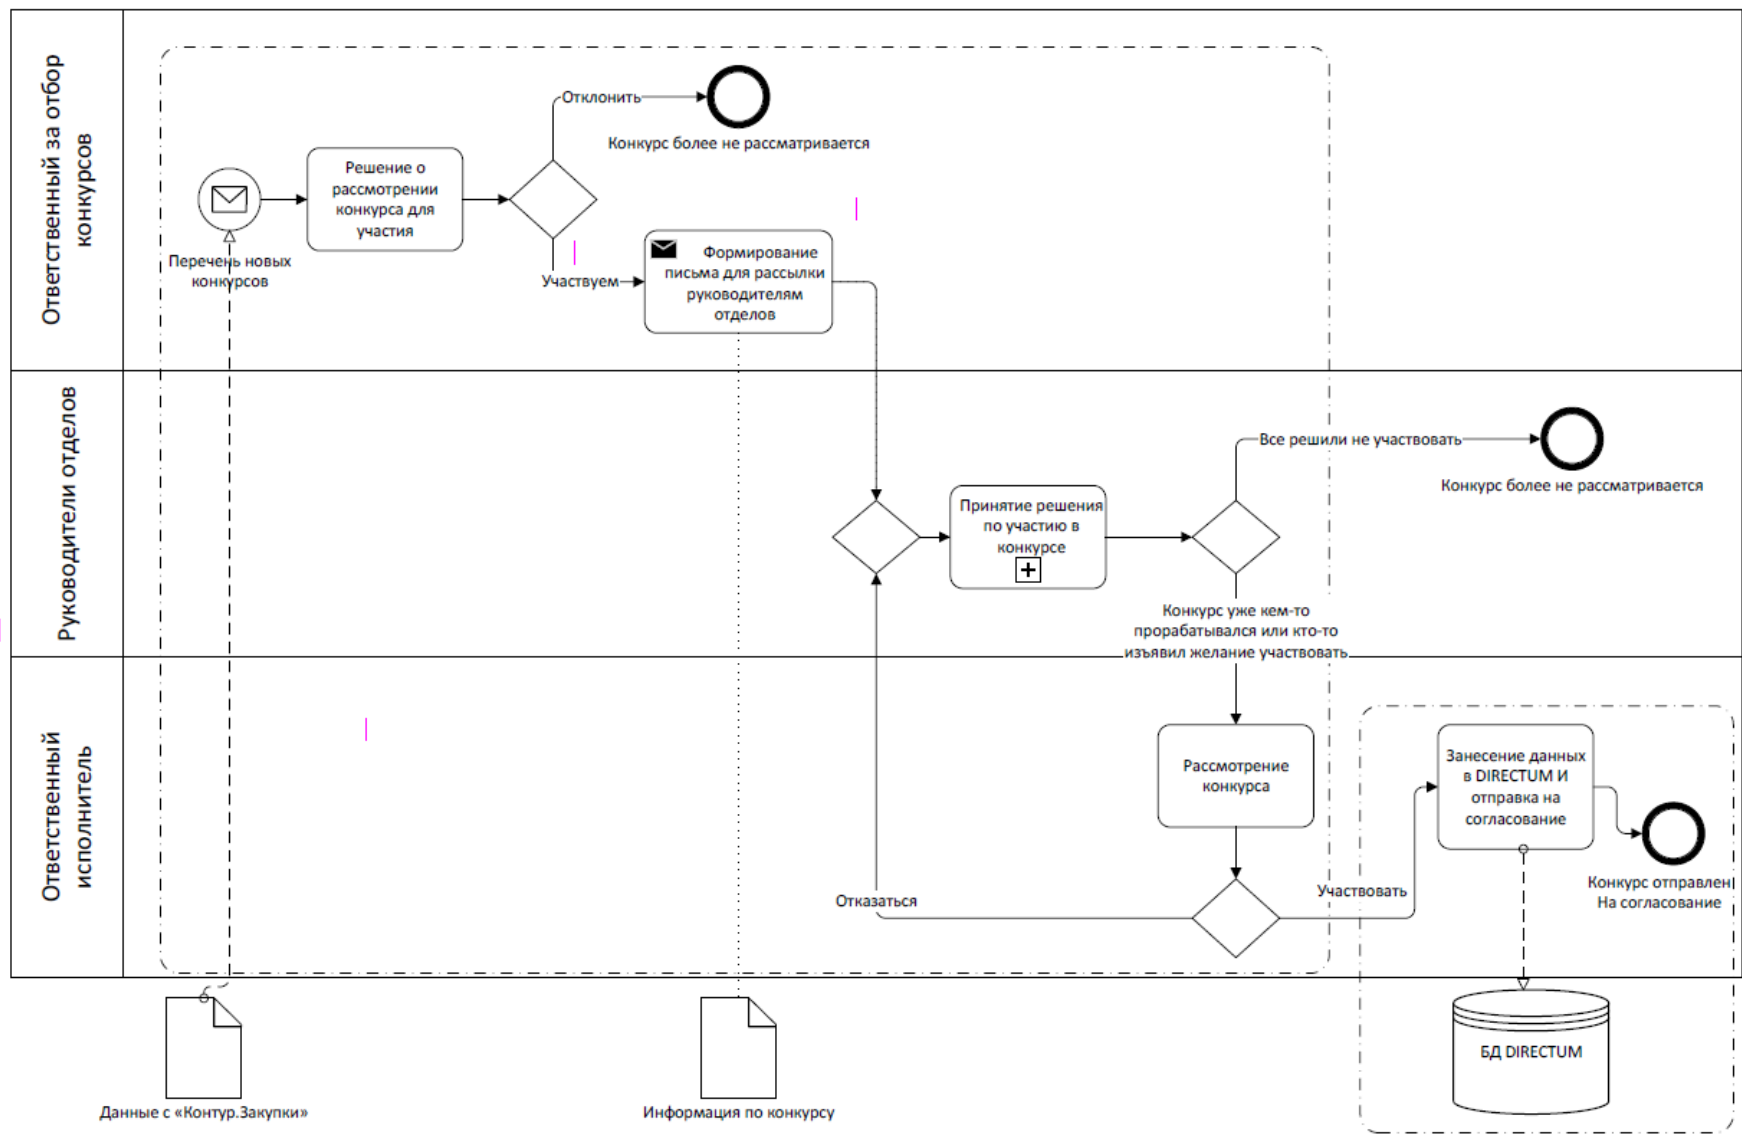 Ответственный за отбор
конкурсов
Отклонить
Конкурс более не рассматривается
Решение о
рассмотрении
конкурса для
участия
Перечень новых
конкурсов
Участвуем
Формирование
письма для рассылки
руководителям
отделов
Руководители отделов
Все решили не участвовать
Конкурс более не рассматривается
Принятие решения
по участию в
конкурсе
Конкурс уже кем-то
прорабатывался или кто-то
изъявил желание участвовать
Ответственный
исполнитель
Рассмотрение
конкурса
Занесение данных
в DIRECTUM И
отправка на
согласование
Отказаться
Участвовать
Конкурс отправлен
На согласование
БД DIRECTUM
Данные с «Контур.Закупки»
Информация по конкурсу